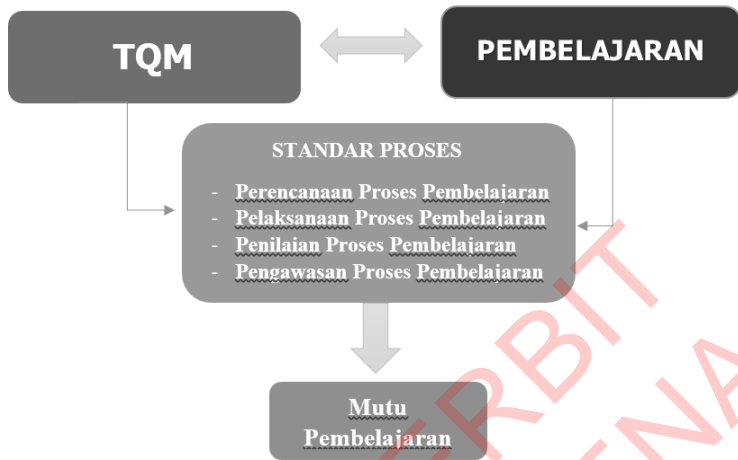 TQM
PEMBELAJARAN
STANDAR PROSES
- Perencanaan Proses Pembelajaran
- Pelaksanaan Proses Pembelajaran
- Penilaian Proses Pembelajaran
- Pengawasan Proses Pembelajaran
Mutu
Pembelajaran